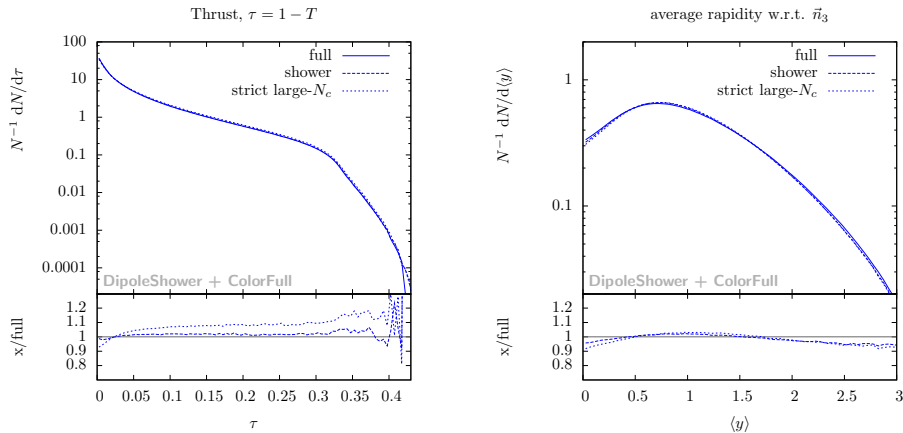 Thrust, τ = 1 − T
N⁻¹ dN/dτ
100
10
1
0.1
0.01
0.001
0.0001
full
shower
strict large-N_c
DipoleShower + ColorFull
x/full
1.2
1.1
1
0.9
0.8
0 0.05 0.1 0.15 0.2 0.25 0.3 0.35 0.4
τ
average rapidity w.r.t. n⃗₃
N⁻¹ dN/d⟨y⟩
1
0.1
full
shower
strict large-N_c
DipoleShower + ColorFull
x/full
1.2
1.1
1
0.9
0.8
0 0.5 1 1.5 2 2.5 3
⟨y⟩